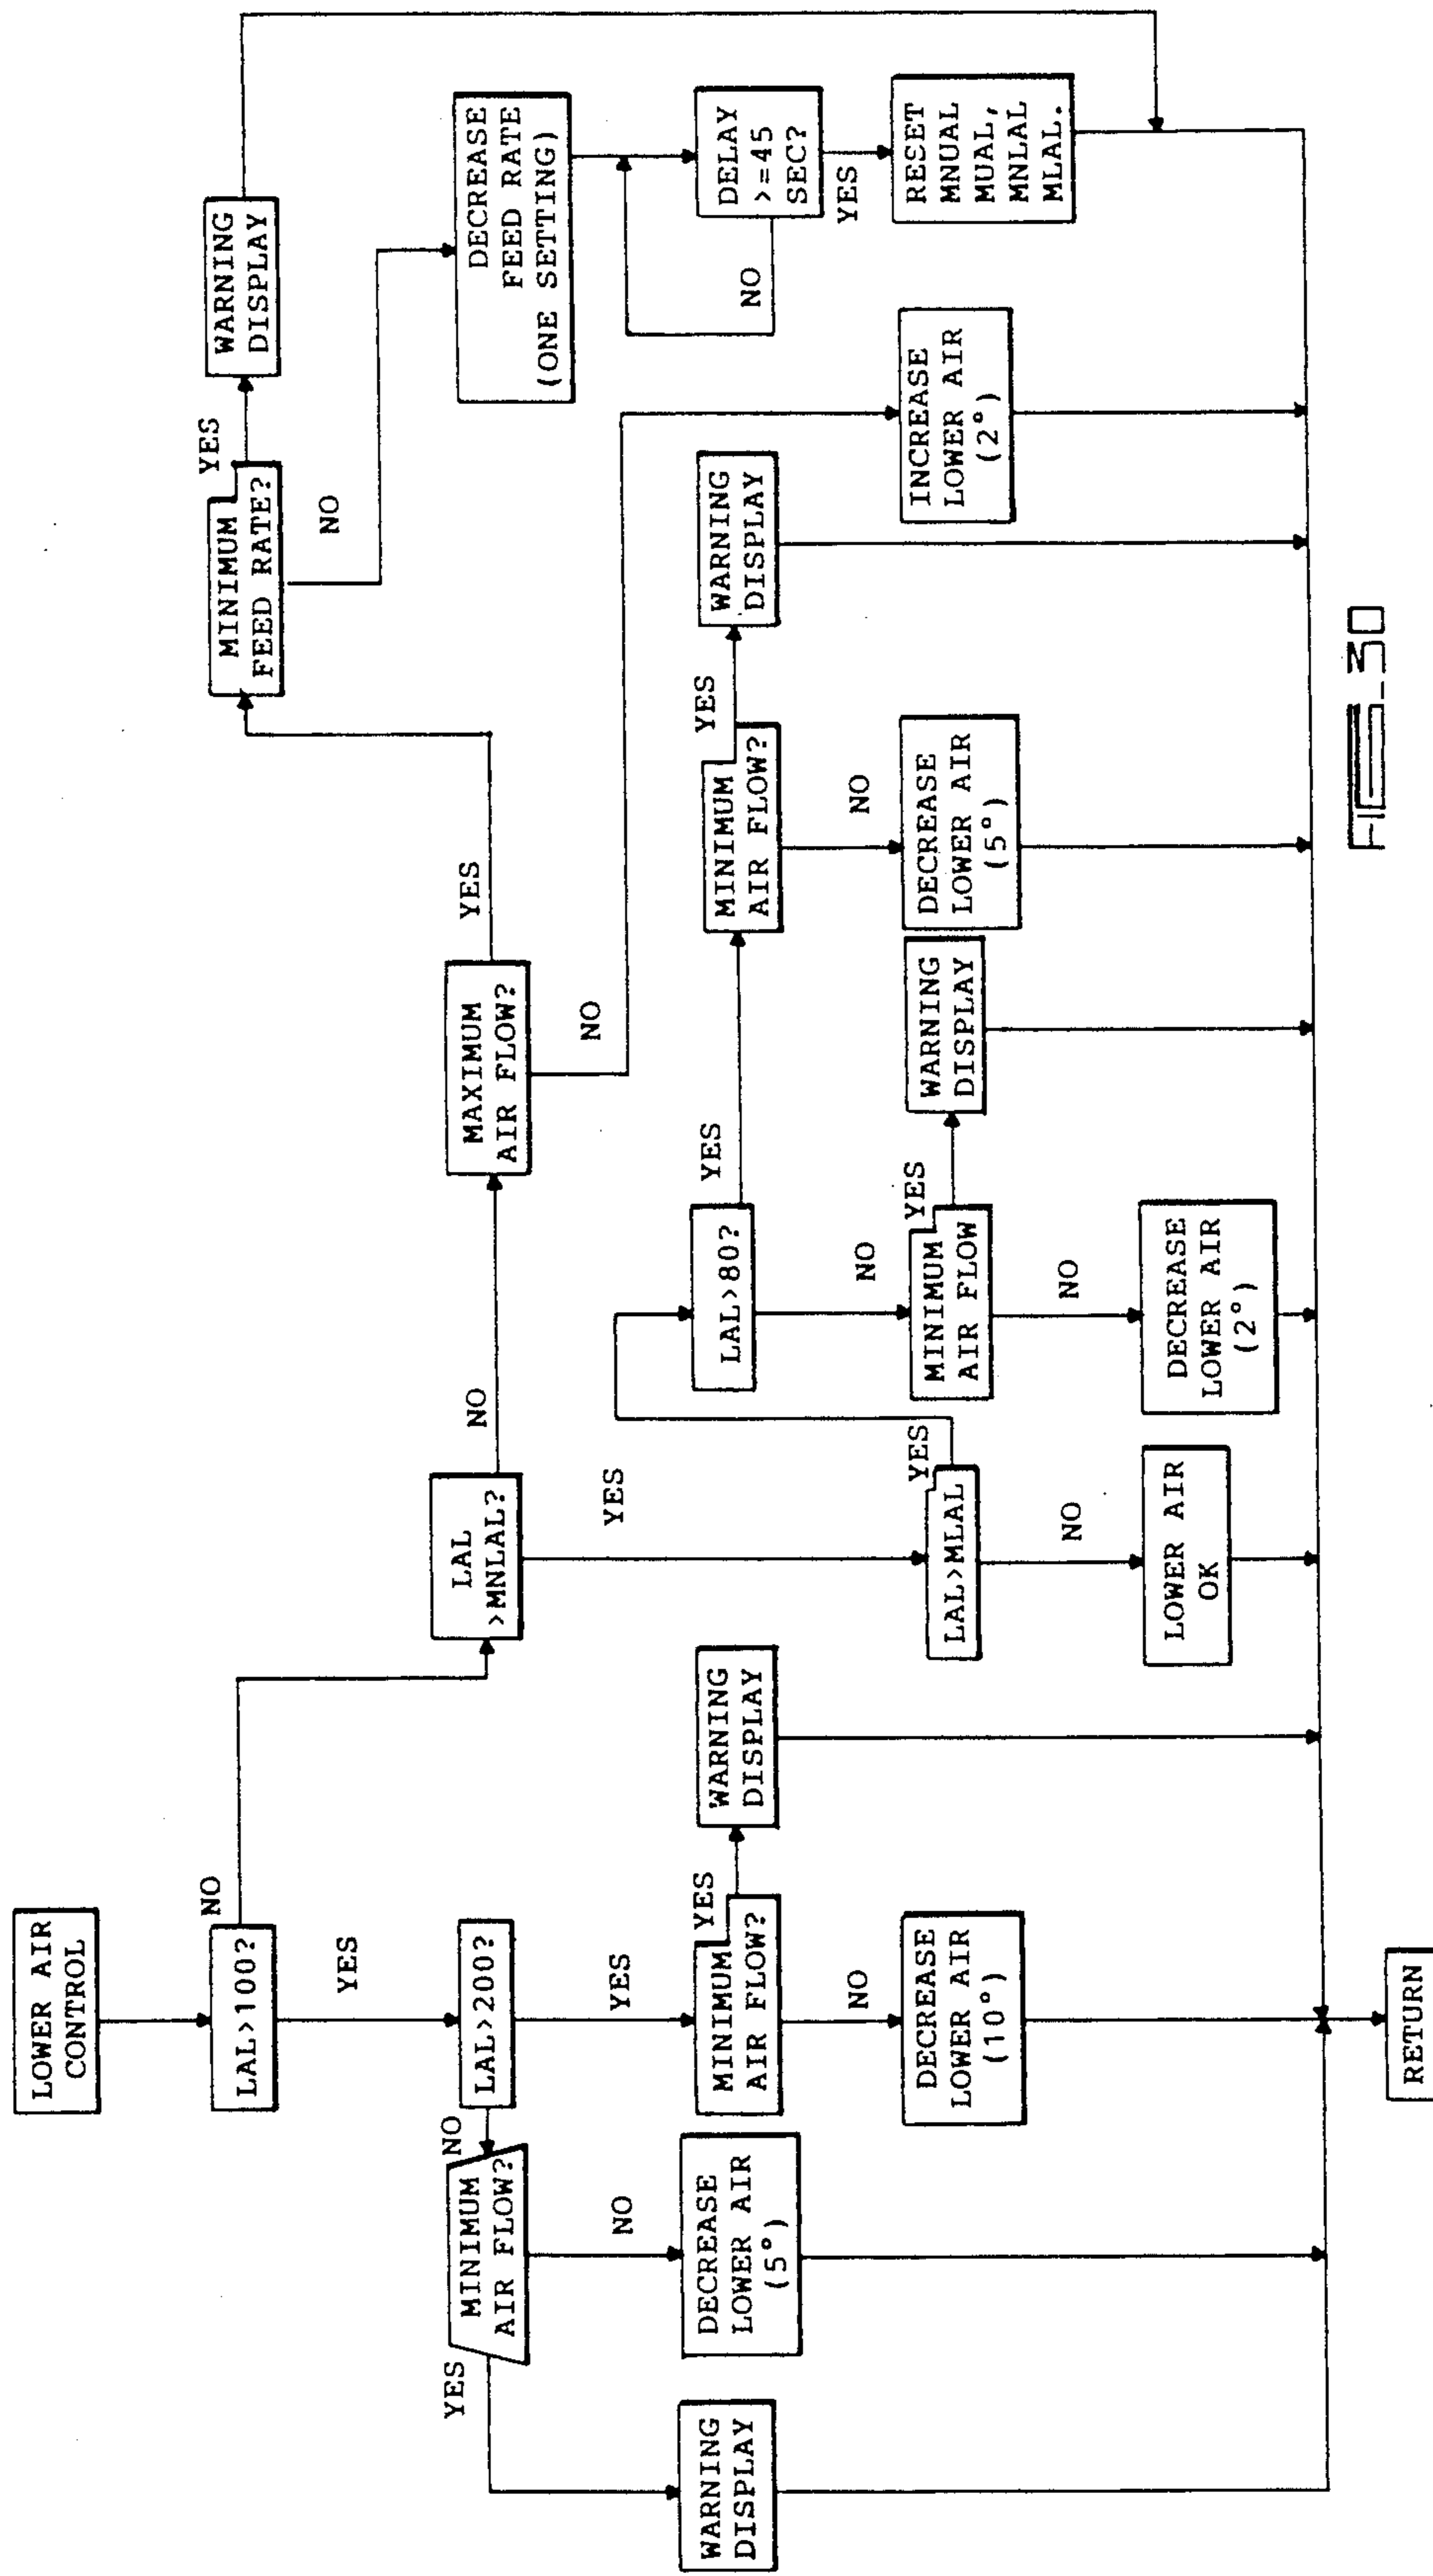 LOWER AIR
CONTROL
LAL>100?
NO
YES
LAL>200?
NO
YES
MINIMUM
AIR FLOW?
YES
NO
WARNING
DISPLAY
DECREASE
LOWER AIR
(5°)
MINIMUM
AIR FLOW?
YES
NO
WARNING
DISPLAY
DECREASE
LOWER AIR
(10°)
LAL
>MNLAL?
NO
YES
LAL>MLAL
YES
NO
LOWER AIR
OK
LAL>80?
YES
NO
MINIMUM
AIR FLOW
YES
NO
WARNING
DISPLAY
DECREASE
LOWER AIR
(2°)
MINIMUM
AIR FLOW?
YES
NO
WARNING
DISPLAY
DECREASE
LOWER AIR
(5°)
MAXIMUM
AIR FLOW?
YES
NO
INCREASE
LOWER AIR
(2°)
MINIMUM
FEED RATE?
YES
NO
WARNING
DISPLAY
DECREASE
FEED RATE
(ONE SETTING)
DELAY
>=45
SEC?
NO
YES
RESET
MNUAL
MUAL,
MNLAL
MLAL.
RETURN
FIG_30